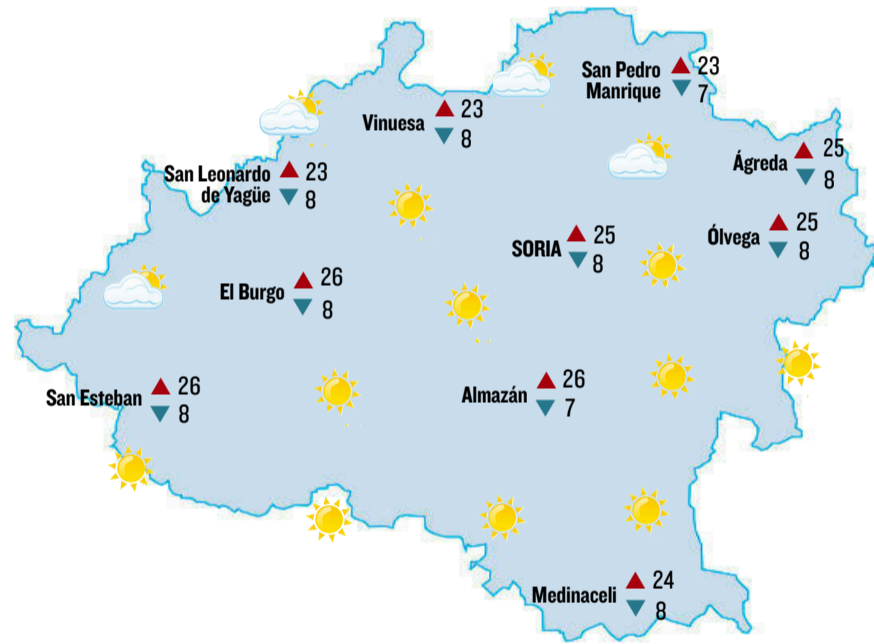 San Pedro
Manrique
23
7
Vinuesa
23
8
San Leonardo
de Yagüe
23
8
Ágreda
25
8
SORIA
25
8
Ólvega
25
8
El Burgo
26
8
San Esteban
26
8
Almazán
26
7
Medinaceli
24
8